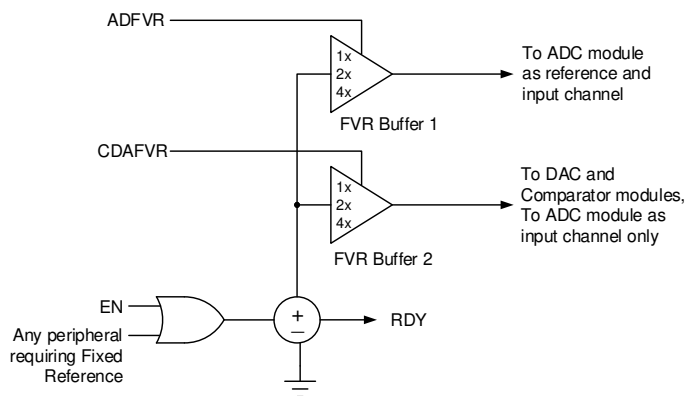 ADFVR
1x
2x
4x
To ADC module
as reference and
input channel
FVR Buffer 1
CDAFVR
1x
2x
4x
To DAC and
Comparator modules,
To ADC module as
input channel only
FVR Buffer 2
EN
Any peripheral
requiring Fixed
Reference
+
–
RDY